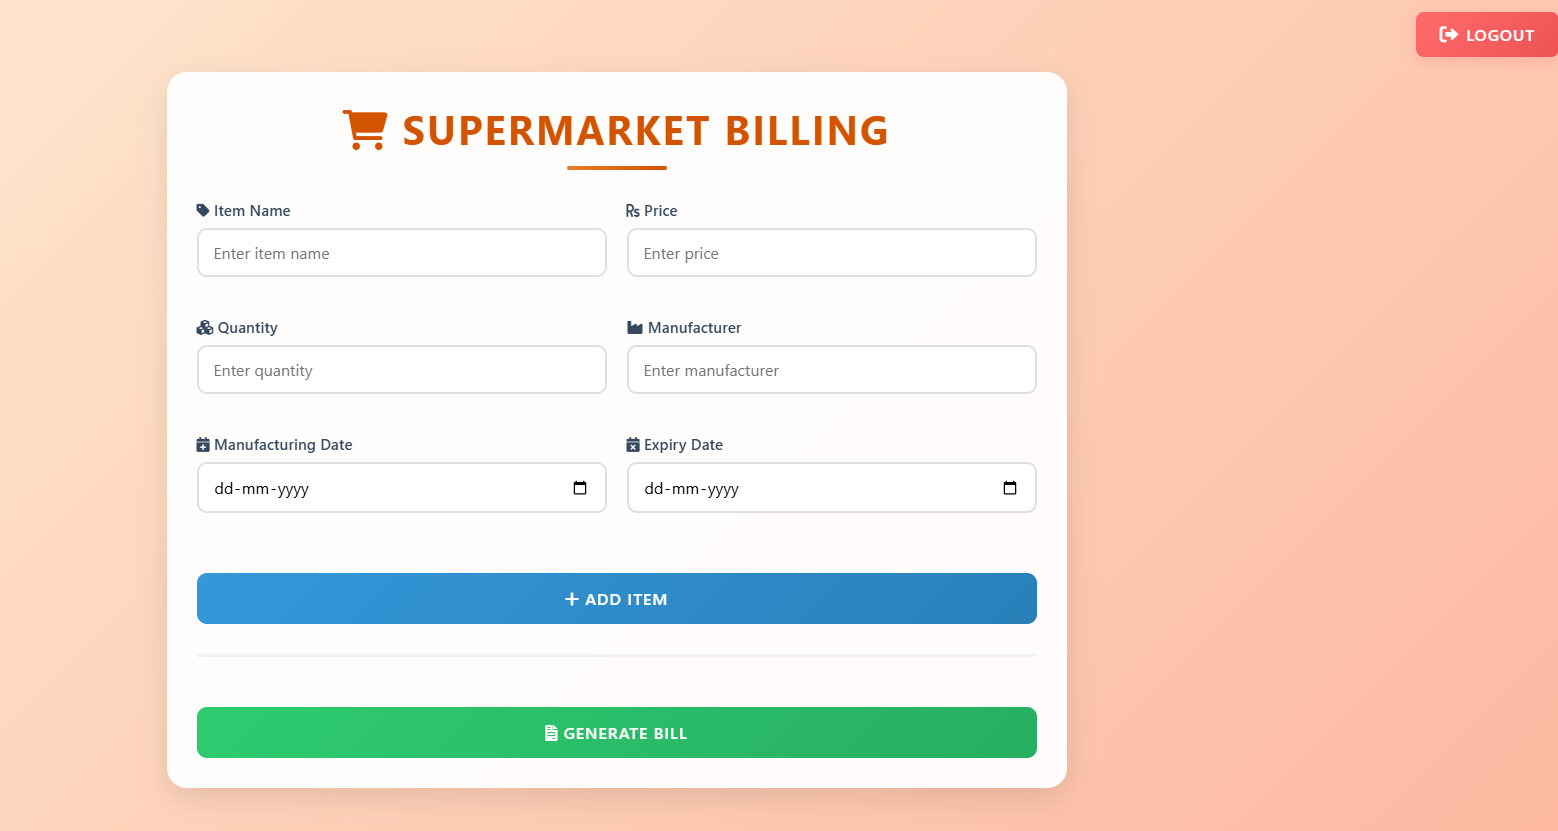 LOGOUT
SUPERMARKET BILLING
Item Name
₨ Price
Enter item name
Enter price
Quantity
Manufacturer
Enter quantity
Enter manufacturer
Manufacturing Date
Expiry Date
dd-mm-yyyy
dd-mm-yyyy
+ ADD ITEM
GENERATE BILL